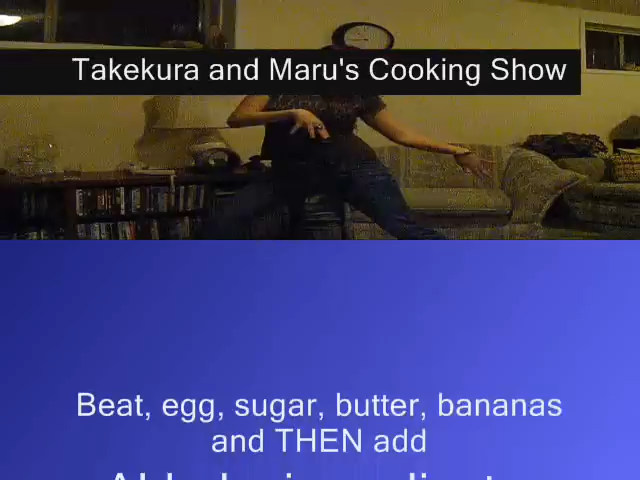 Takekura and Maru's Cooking Show
Beat, egg, sugar, butter, bananas
and THEN add